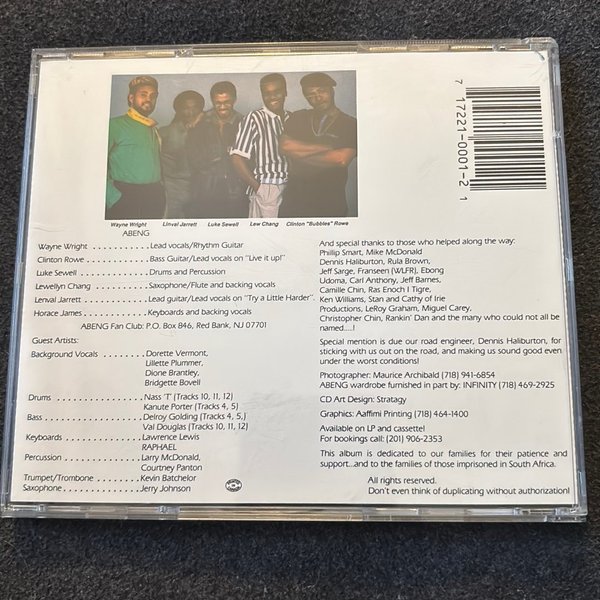 Wayne Wright Linval Jarrett Luke Sewell Lew Chang Clinton "Bubbles" Rowe
ABENG
Wayne Wright ........... Lead vocals/Rhythm Guitar
Clinton Rowe ........... Bass Guitar/Lead vocals on "Live it up!"
Luke Sewell ........... Drums and Percussion
Lewellyn Chang ........... Saxophone/Flute and backing vocals
Lenval Jarrett ........... Lead guitar/Lead vocals on "Try a Little Harder".
Horace James ........... Keyboards and backing vocals
ABENG Fan Club: P.O. Box 846, Red Bank, NJ 07701
Guest Artists:
Background Vocals ........... Dorette Vermont,
Lillette Plummer,
Dione Brantley,
Bridgette Bovell
Drums ........... Nass 'T' (Tracks 10, 11, 12)
Kanute Porter (Tracks 4, 5)
Bass ........... Delroy Golding (Tracks 4, 5,)
Val Douglas (Tracks 10, 11, 12)
Keyboards ........... Lawrence Lewis
RAPHAEL
Percussion ........... Larry McDonald,
Courtney Panton
Trumpet/Trombone ........... Kevin Batchelor
Saxophone ........... Jerry Johnson
7 17221-0001-2 1
And special thanks to those who helped along the way:
Phillip Smart, Mike McDonald
Dennis Haliburton, Rula Brown,
Jeff Sarge, Franseen (WLFR), Ebong
Udoma, Carl Anthony, Jeff Barnes,
Camille Chin, Ras Enoch I Tigre,
Ken Williams, Stan and Cathy of Irie
Productions, LeRoy Graham, Miguel Carey,
Christopher Chin, Rankin' Dan and the many who could not all be
named....!
Special mention is due our road engineer, Dennis Haliburton, for
sticking with us out on the road, and making us sound good even
under the worst conditions!
Photographer: Maurice Archibald (718) 941-6854
ABENG wardrobe furnished in part by: INFINITY (718) 469-2925
CD Art Design: Stratagy
Graphics: Aaffimi Printing (718) 464-1400
Available on LP and cassette!
For bookings call: (201) 906-2353
This album is dedicated to our families for their patience and
support...and to the families of those imprisoned in South Africa.
All rights reserved.
Don't even think of duplicating without authorization!